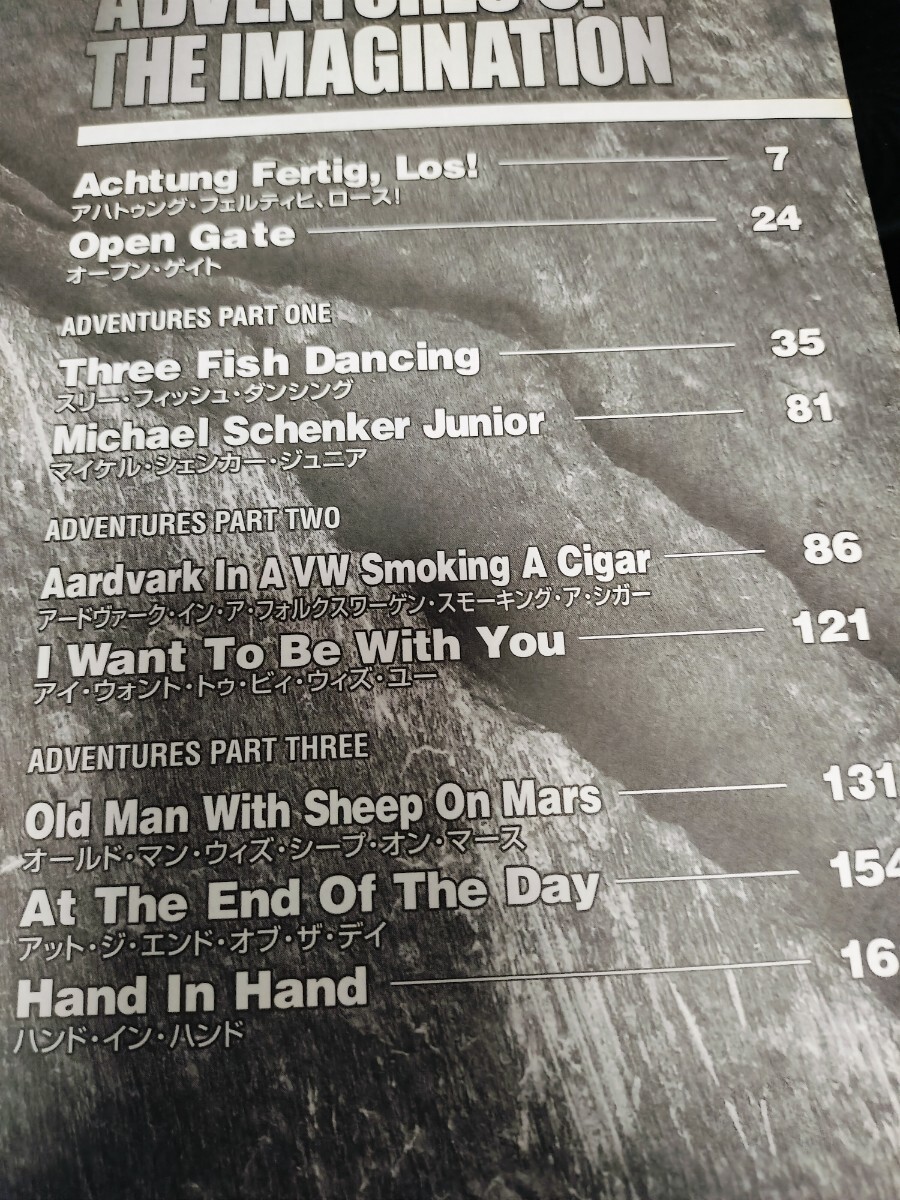 ADVENTURES OF
THE IMAGINATION
Achtung Fertig, Los! 7
アハトゥング・フェルティヒ、ロース!
Open Gate 24
オープン・ゲイト
ADVENTURES PART ONE
Three Fish Dancing 35
スリー・フィッシュ・ダンシング
Michael Schenker Junior 81
マイケル・シェンカー・ジュニア
ADVENTURES PART TWO
Aardvark In A VW Smoking A Cigar 86
アードヴァーク・イン・ア・フォルクスワーゲン・スモーキング・ア・シガー
I Want To Be With You 121
アイ・ウォント・トゥ・ビィ・ウィズ・ユー
ADVENTURES PART THREE
Old Man With Sheep On Mars 131
オールド・マン・ウィズ・シープ・オン・マース
At The End Of The Day 154
アット・ジ・エンド・オブ・ザ・デイ
Hand In Hand 16
ハンド・イン・ハンド